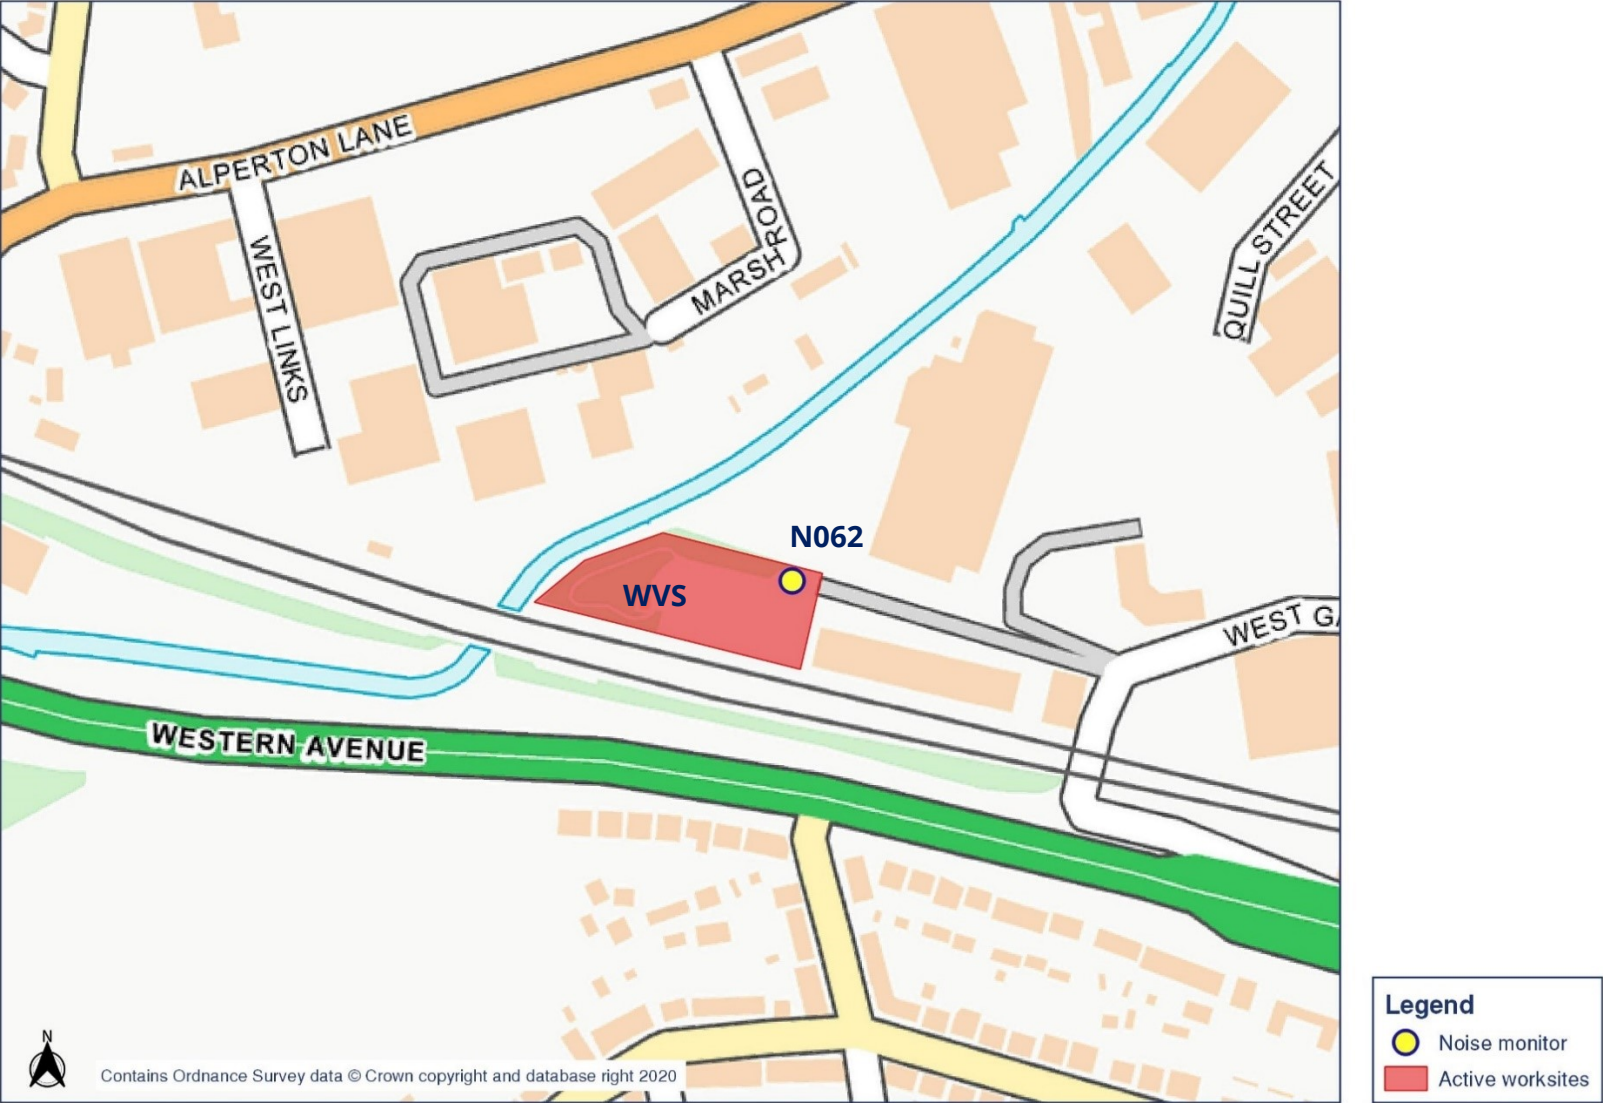 ALPERTON LANE
WEST LINKS
MARSH ROAD
QUILL STREET
N062
WVS
WEST GA
WESTERN AVENUE
N
Contains Ordnance Survey data © Crown copyright and database right 2020
Legend
Noise monitor
Active worksites